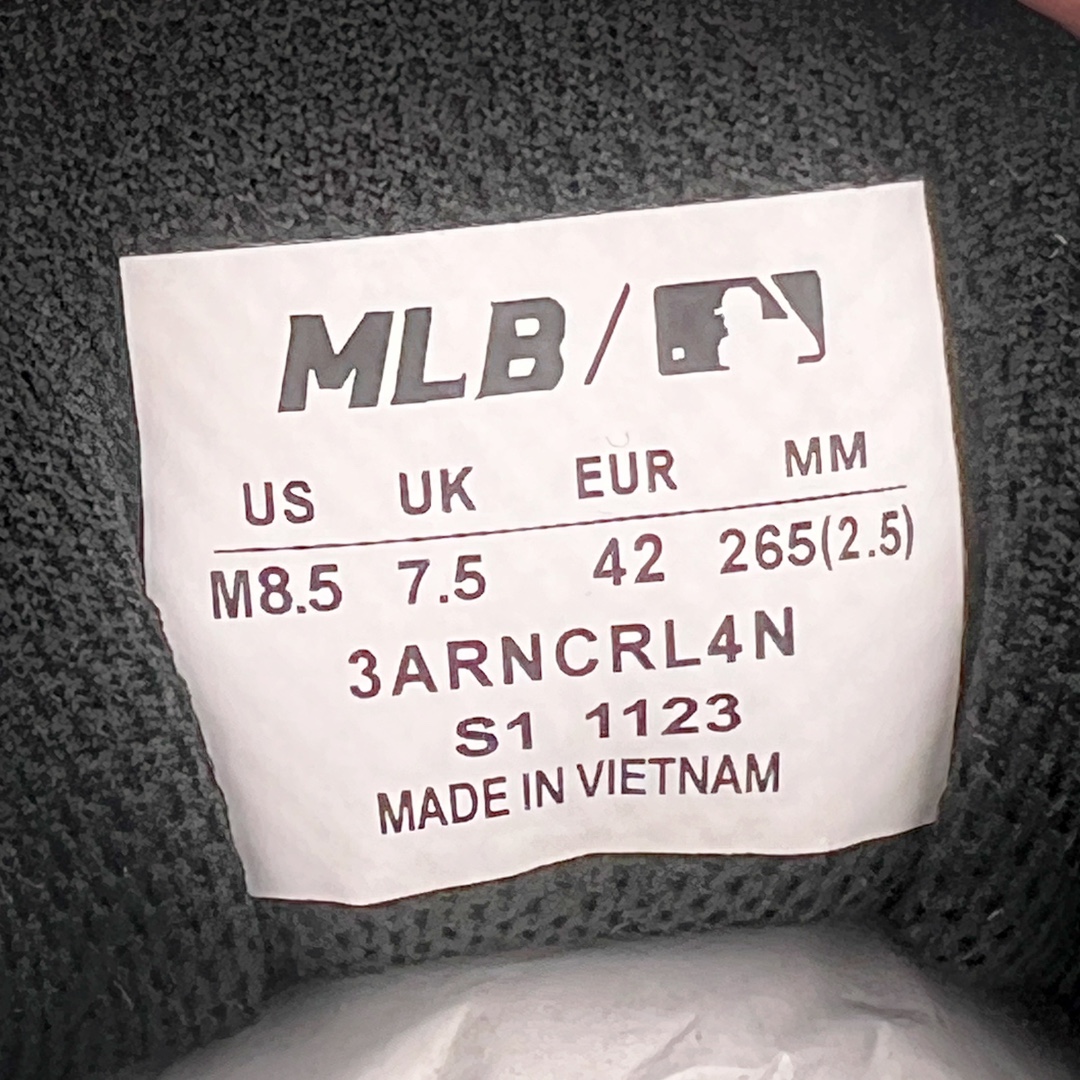 MLB/
US UK EUR MM
M8.5 7.5 42 265(2.5)
3ARNCRL4N
S1 1123
MADE IN VIETNAM